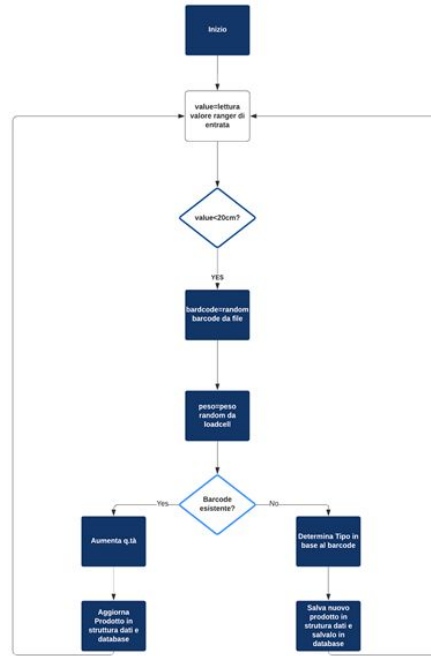 Inizio
value=lettura
valore ranger di
entrata
value<20cm?
YES
bardcode=random
barcode da file
peso=peso
random da
loadcell
Barcode
esistente?
Yes
No
Aumenta q.tà
Determina Tipo in
base al barcode
Aggiorna
Prodotto in
struttura dati e
database
Salva nuovo
prodotto in
strutura dati e
salvalo in
database